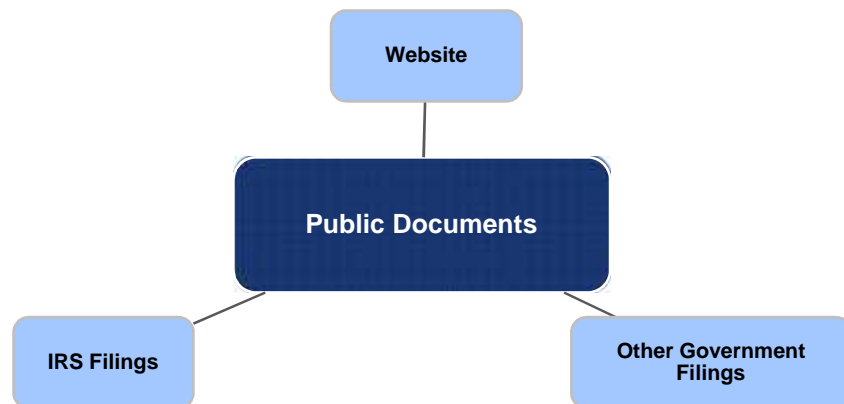 Website
Public Documents
IRS Filings
Other Government
Filings